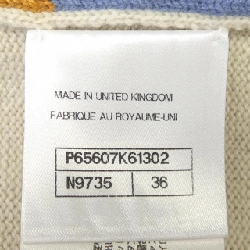 MADE IN UNITED KINGDOM
FABRIQUE AU ROYAUME-UNI
P65607K61302
N9735 36